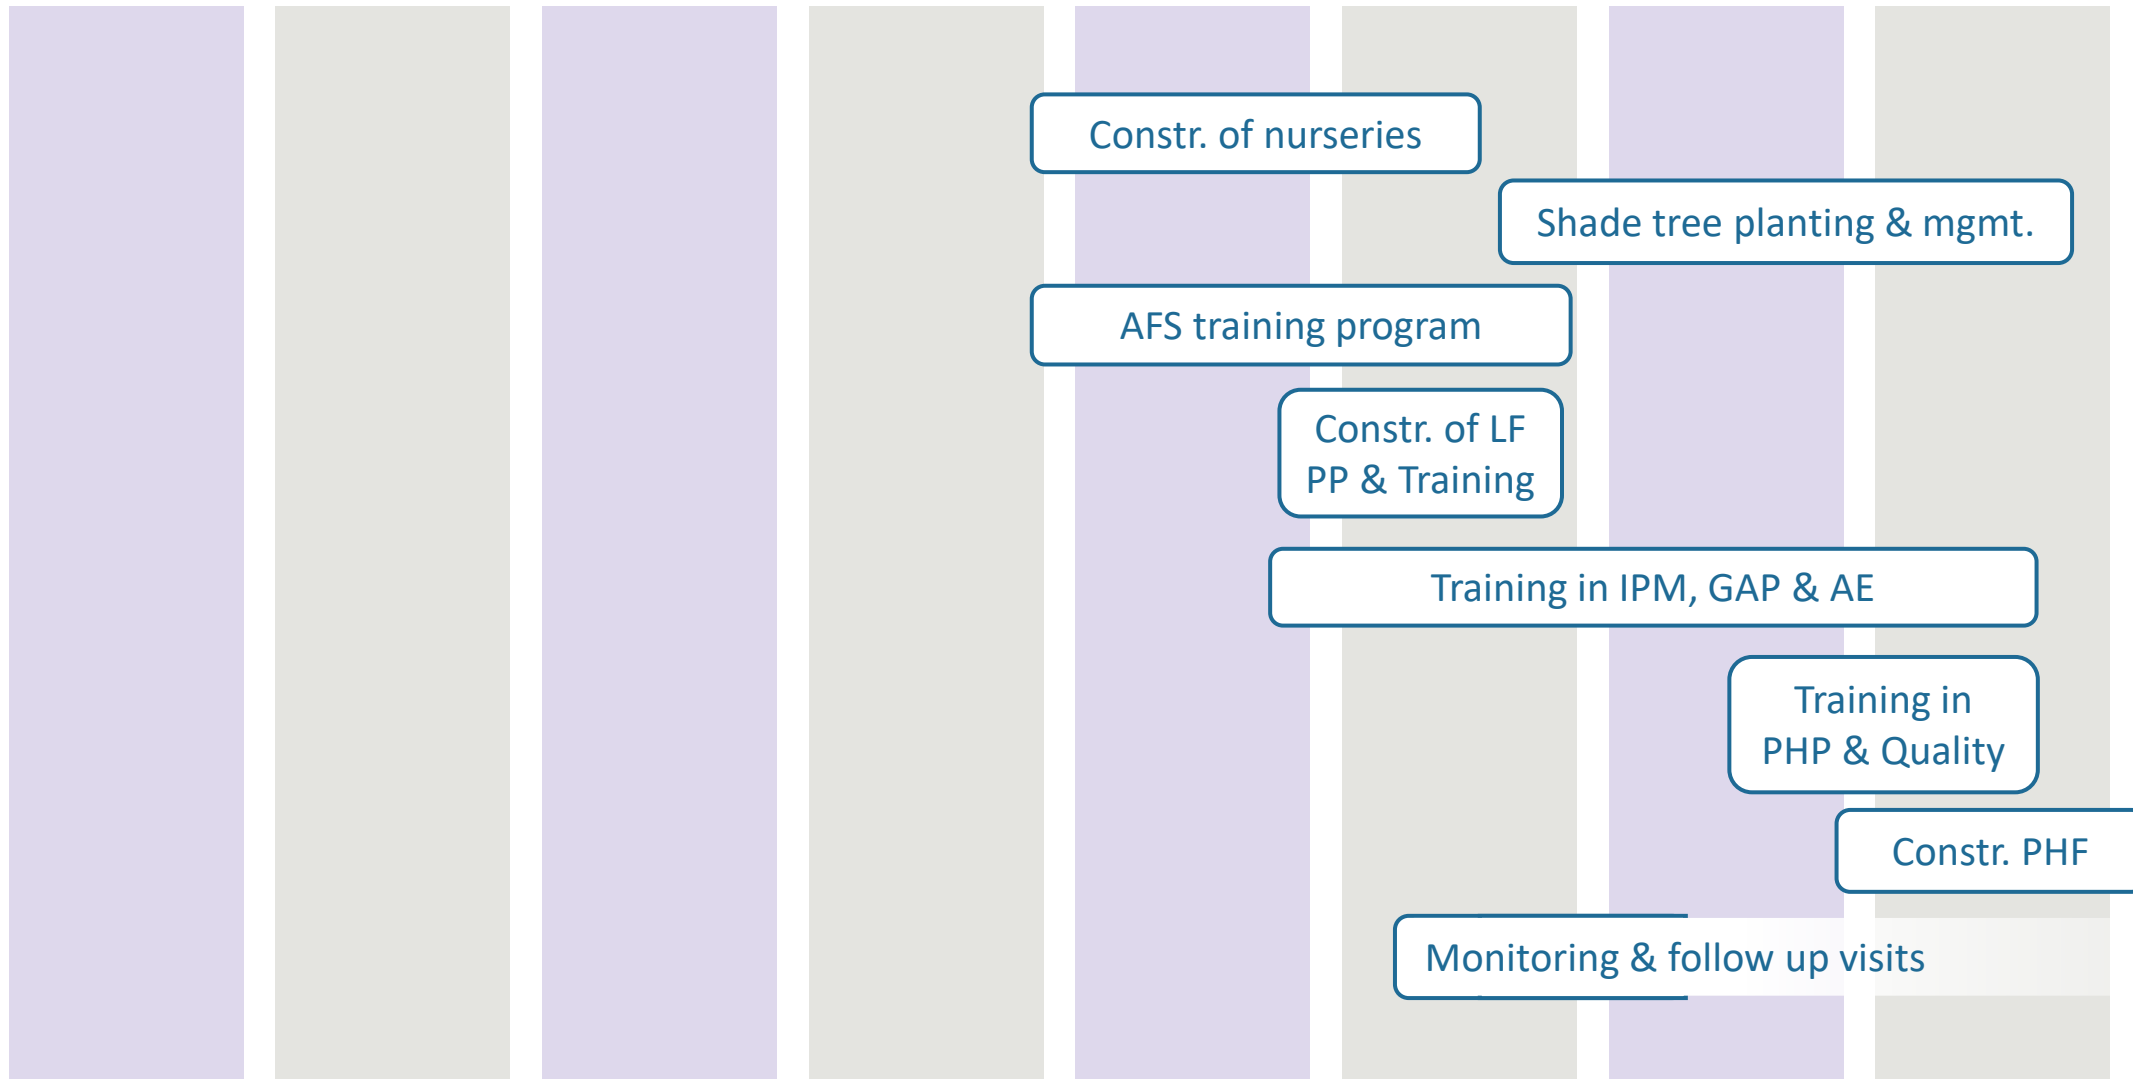 Constr. of nurseries
Shade tree planting & mgmt.
AFS training program
Constr. of LF
PP & Training
Training in IPM, GAP & AE
Training in
PHP & Quality
Constr. PHF
Monitoring & follow up visits